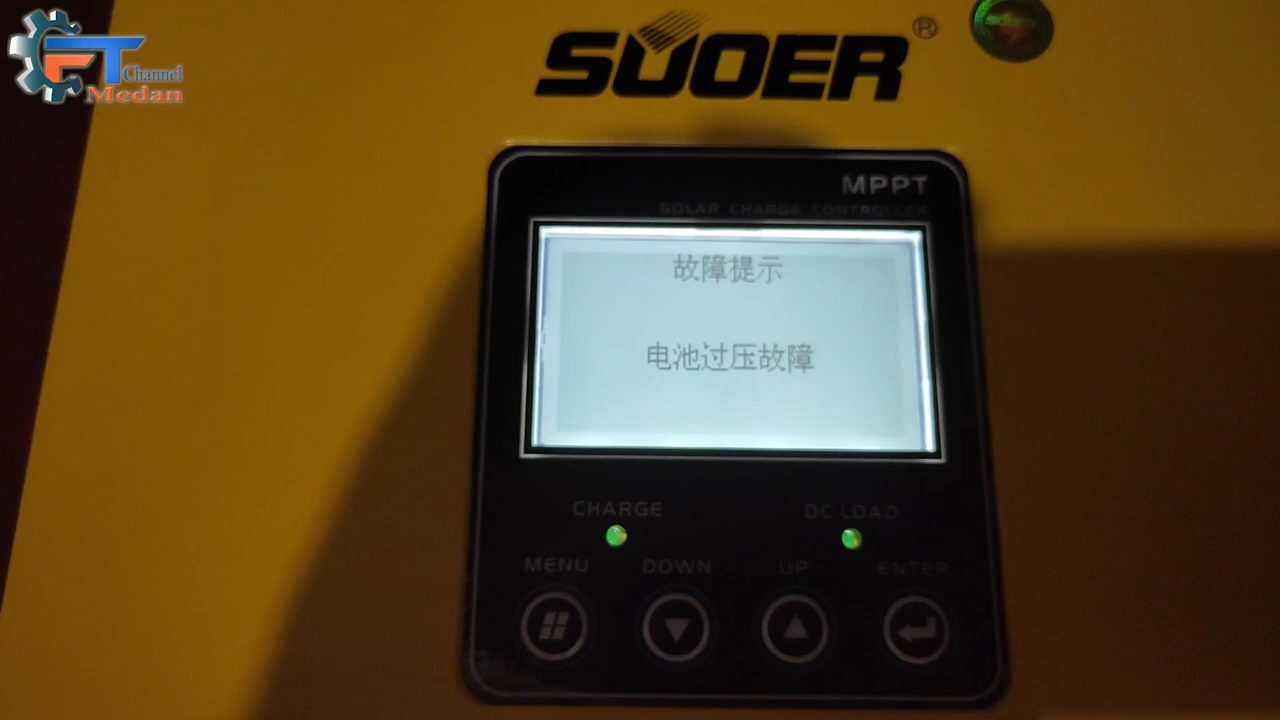 FT Channel
Medan
SUOER®
MPPT
SOLAR CHARGE CONTROLLER
故障提示
电池过压故障
CHARGE
DC LOAD
MENU
DOWN
UP
ENTER